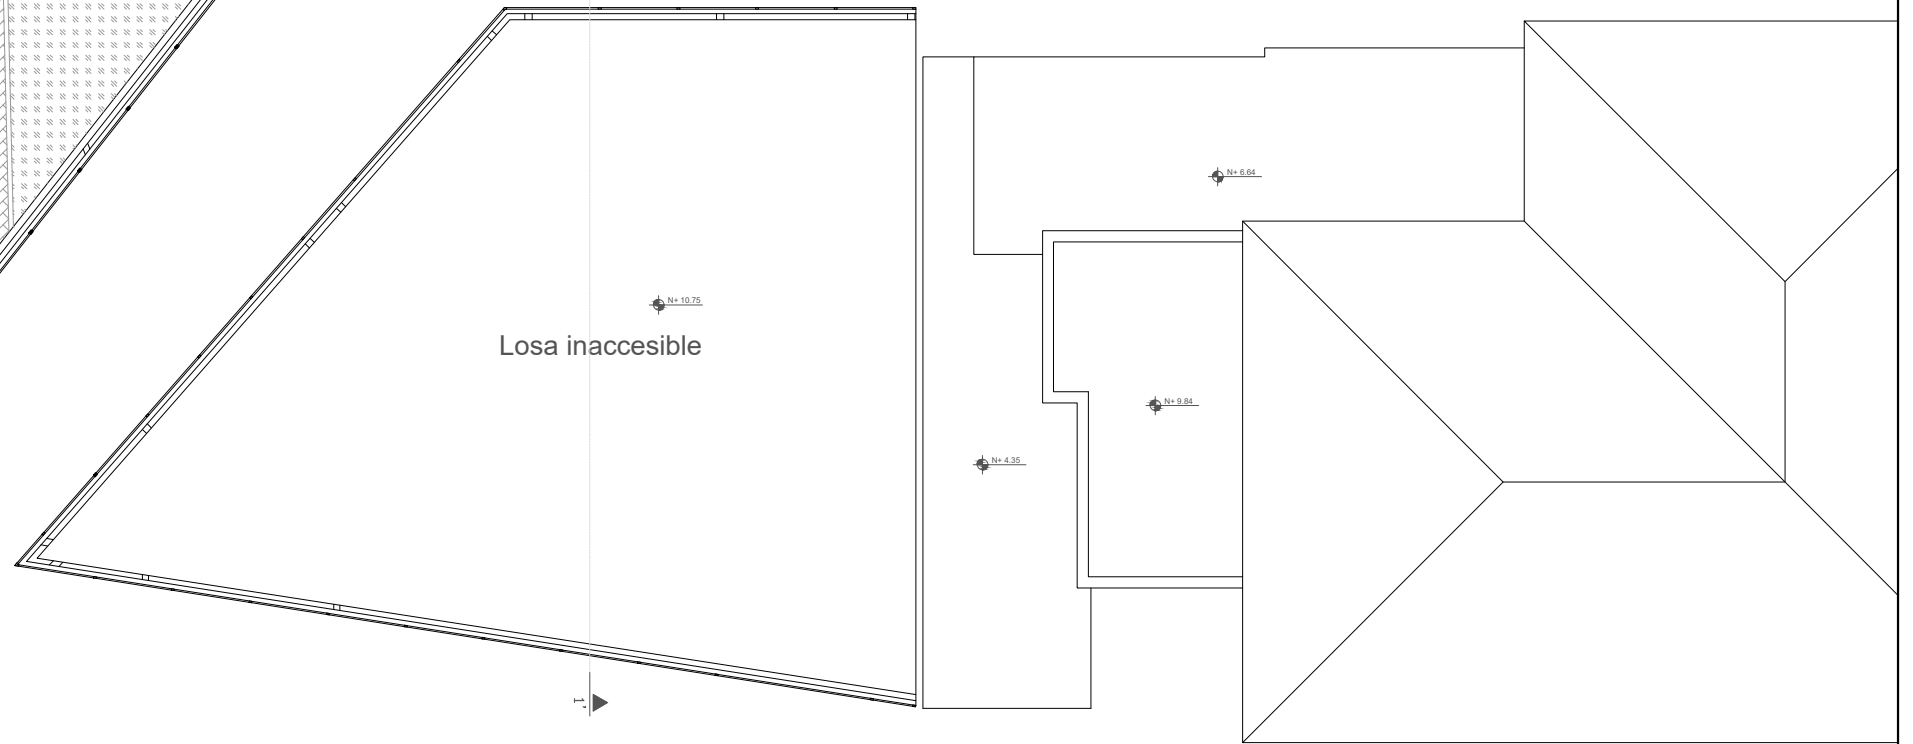 N+ 6.64
N+ 10.75
Losa inaccesible
N+ 9.84
N+ 4.35
1'